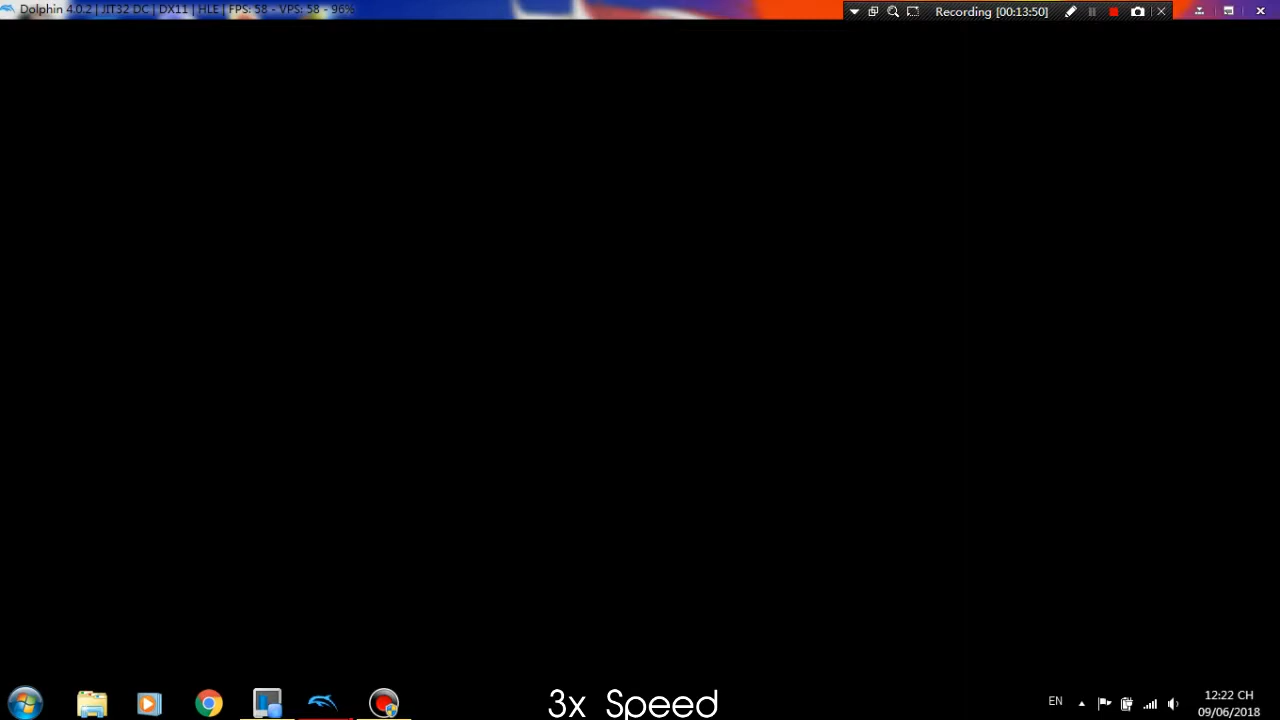 Dolphin 4.0.2 | JIT32 DC | DX11 | HLE | FPS: 58 - VPS: 58 - 96%
Recording [00:13:50]
3x Speed
EN
12:22 CH
09/06/2018